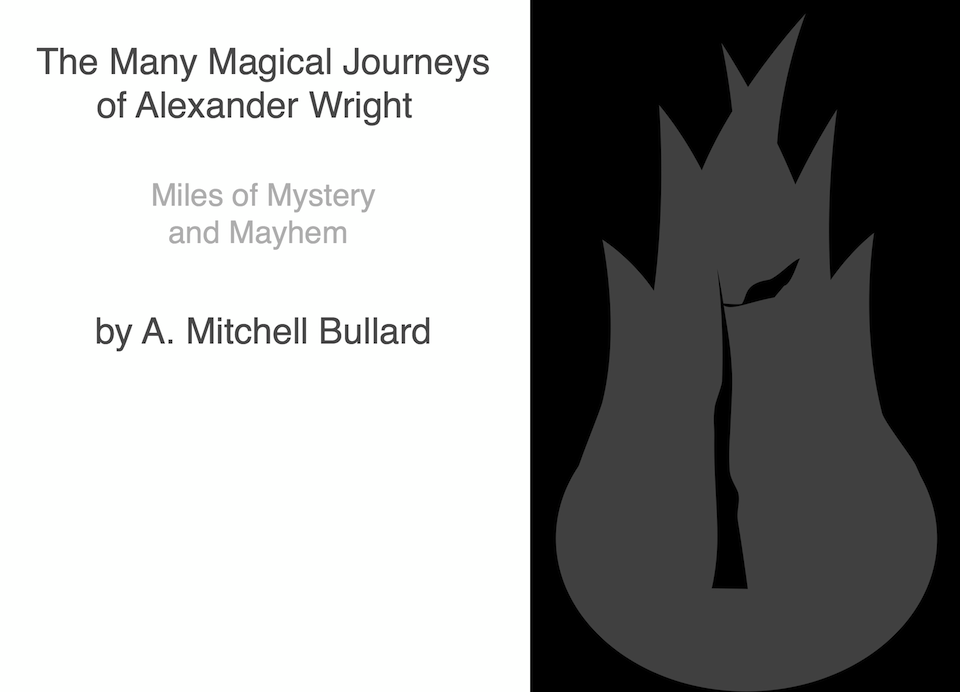 The Many Magical Journeys
of Alexander Wright
Miles of Mystery
and Mayhem
by A. Mitchell Bullard